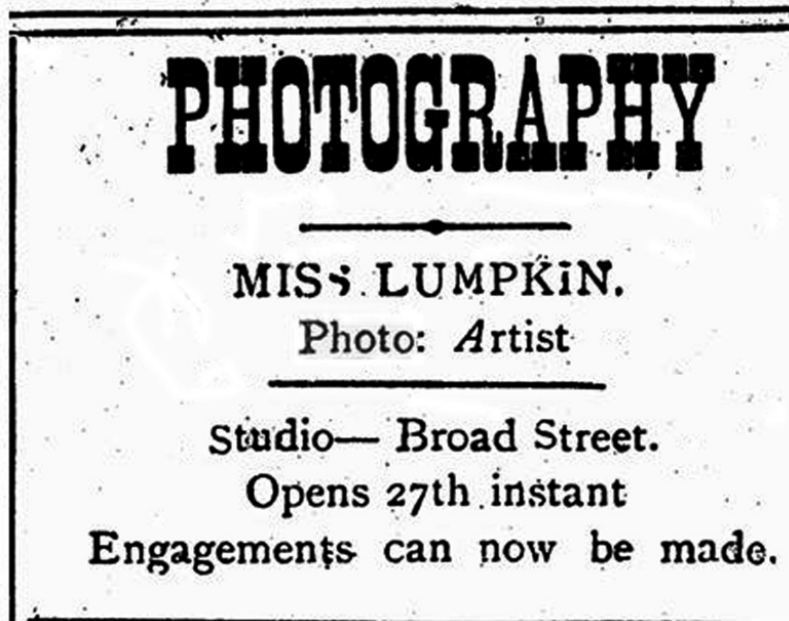 PHOTOGRAPHY
MISS LUMPKIN.
Photo: Artist
Studio— Broad Street.
Opens 27th instant
Engagements can now be made.